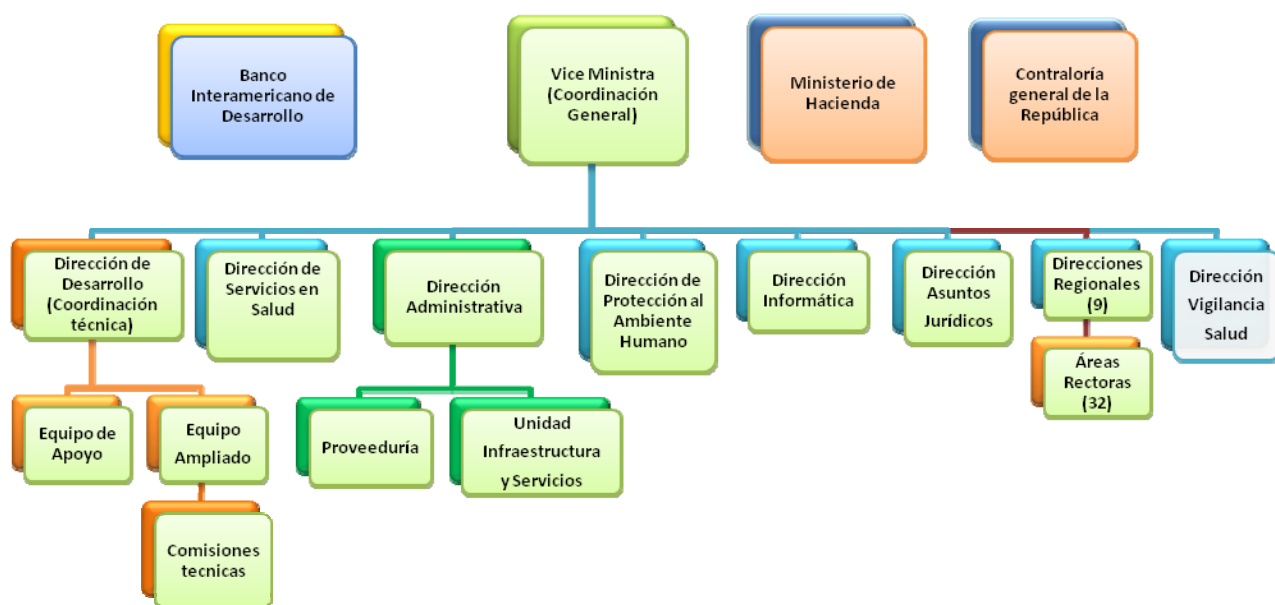 Banco
Interamericano de
Desarrollo
Vice Ministra
(Coordinación
General)
Ministerio de
Hacienda
Contraloría
general de la
República
Dirección de
Desarrollo
(Coordinación
técnica)
Dirección de
Servicios en
Salud
Dirección
Administrativa
Dirección de
Protección al
Ambiente
Humano
Dirección
Informática
Dirección
Asuntos
Jurídicos
Direcciones
Regionales
(9)
Dirección
Vigilancia
Salud
Áreas
Rectoras
(32)
Equipo de
Apoyo
Equipo
Ampliado
Proveeduría
Unidad
Infraestructura
y Servicios
Comisiones
tecnicas